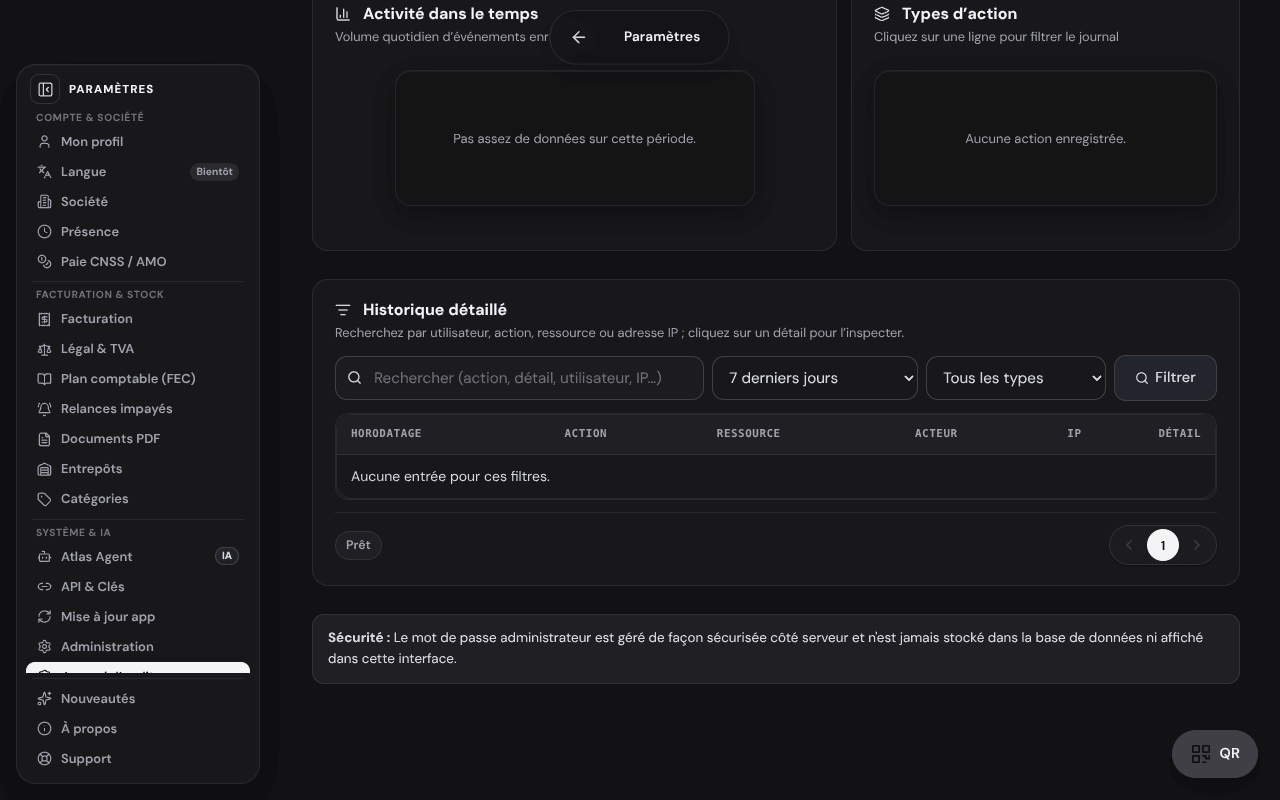 Activité dans le temps
Volume quotidien d’événements enr
Paramètres
Types d’action
Cliquez sur une ligne pour filtrer le journal
Pas assez de données sur cette période.
Aucune action enregistrée.
PARAMÈTRES
COMPTE & SOCIÉTÉ
Mon profil
Langue
Bientôt
Société
Présence
Paie CNSS / AMO
FACTURATION & STOCK
Facturation
Légal & TVA
Plan comptable (FEC)
Relances impayés
Documents PDF
Entrepôts
Catégories
SYSTÈME & IA
Atlas Agent
IA
API & Clés
Mise à jour app
Administration
Nouveautés
À propos
Support
Historique détaillé
Recherchez par utilisateur, action, ressource ou adresse IP ; cliquez sur un détail pour l’inspecter.
Rechercher (action, détail, utilisateur, IP…)
7 derniers jours
Tous les types
Filtrer
HORODATAGE ACTION RESSOURCE ACTEUR IP DÉTAIL
Aucune entrée pour ces filtres.
Prêt
1
Sécurité : Le mot de passe administrateur est géré de façon sécurisée côté serveur et n'est jamais stocké dans la base de données ni affiché
dans cette interface.
QR